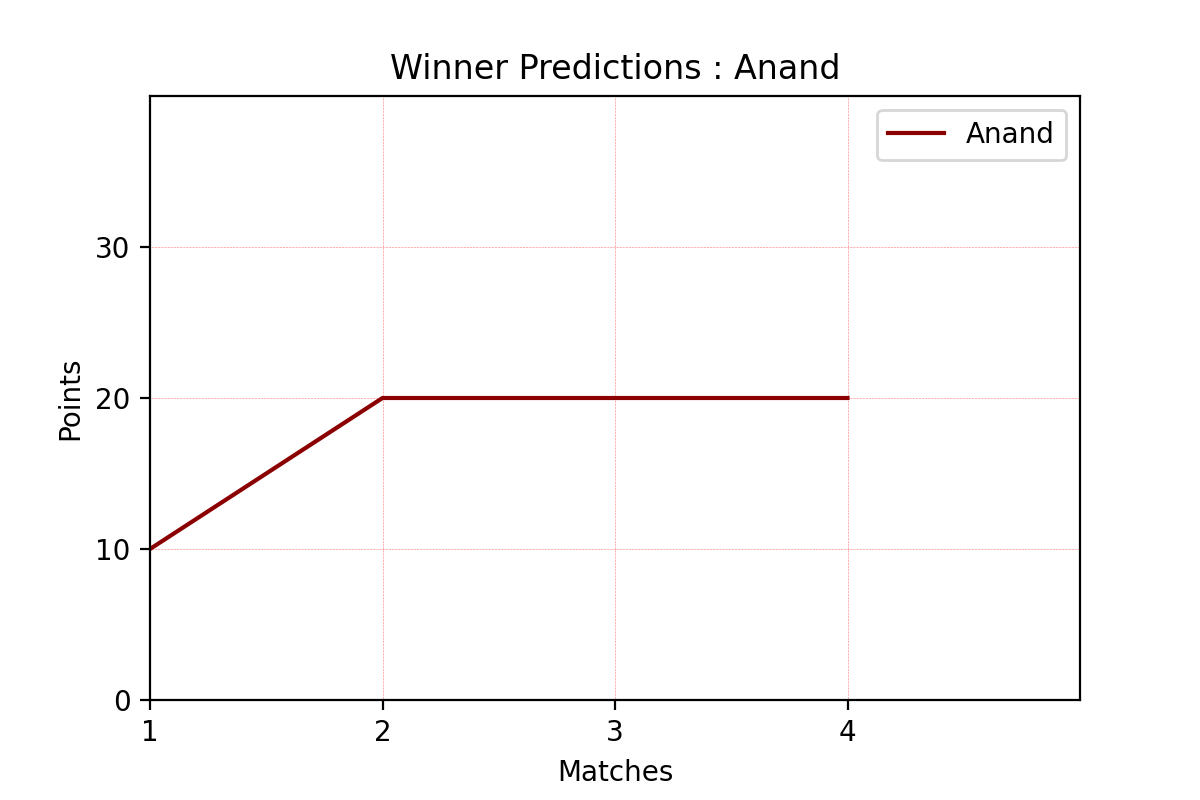 Winner Predictions : Anand
Anand
30
20
10
0
Points
1 2 3 4
Matches